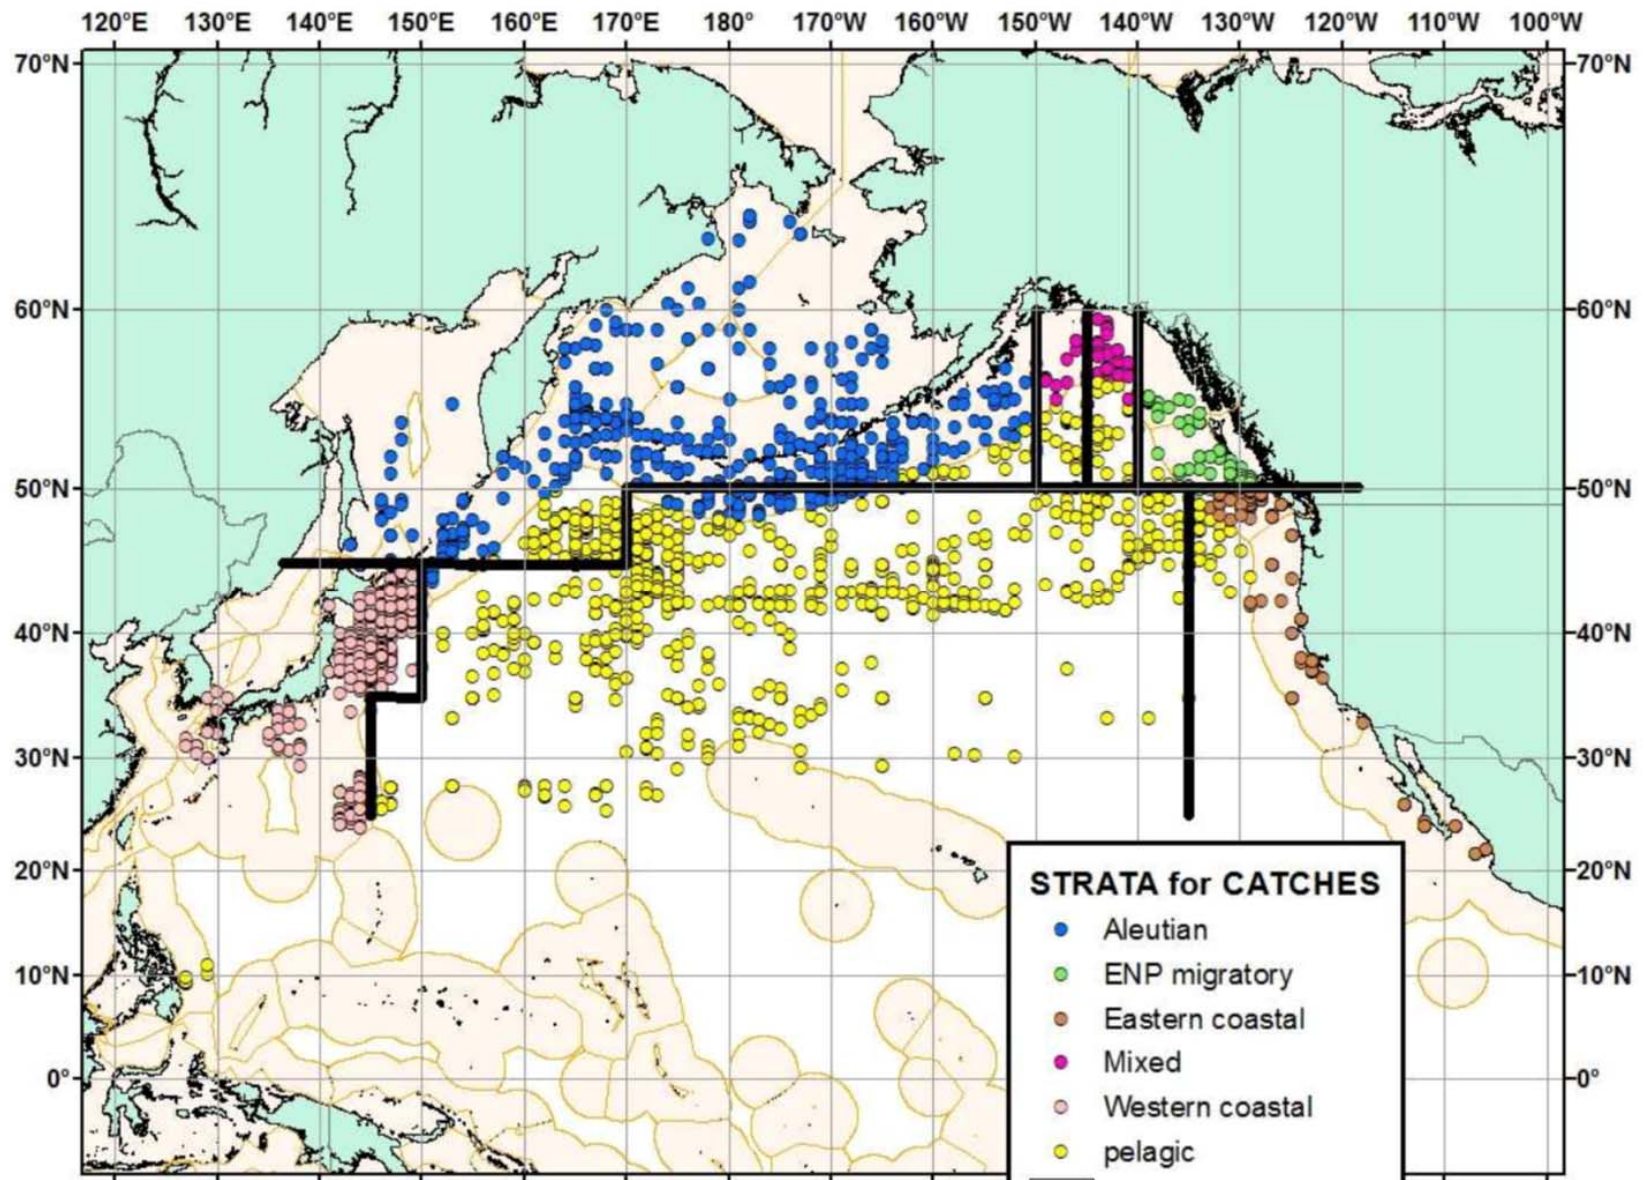 120°E 130°E 140°E 150°E 160°E 170°E 180° 170°W 160°W 150°W 140°W 130°W 120°W 110°W 100°W
70°N 70°N
60°N 60°N
50°N 50°N
40°N 40°N
30°N 30°N
20°N 20°N
10°N 10°N
0° 0°
STRATA for CATCHES
Aleutian
ENP migratory
Eastern coastal
Mixed
Western coastal
pelagic